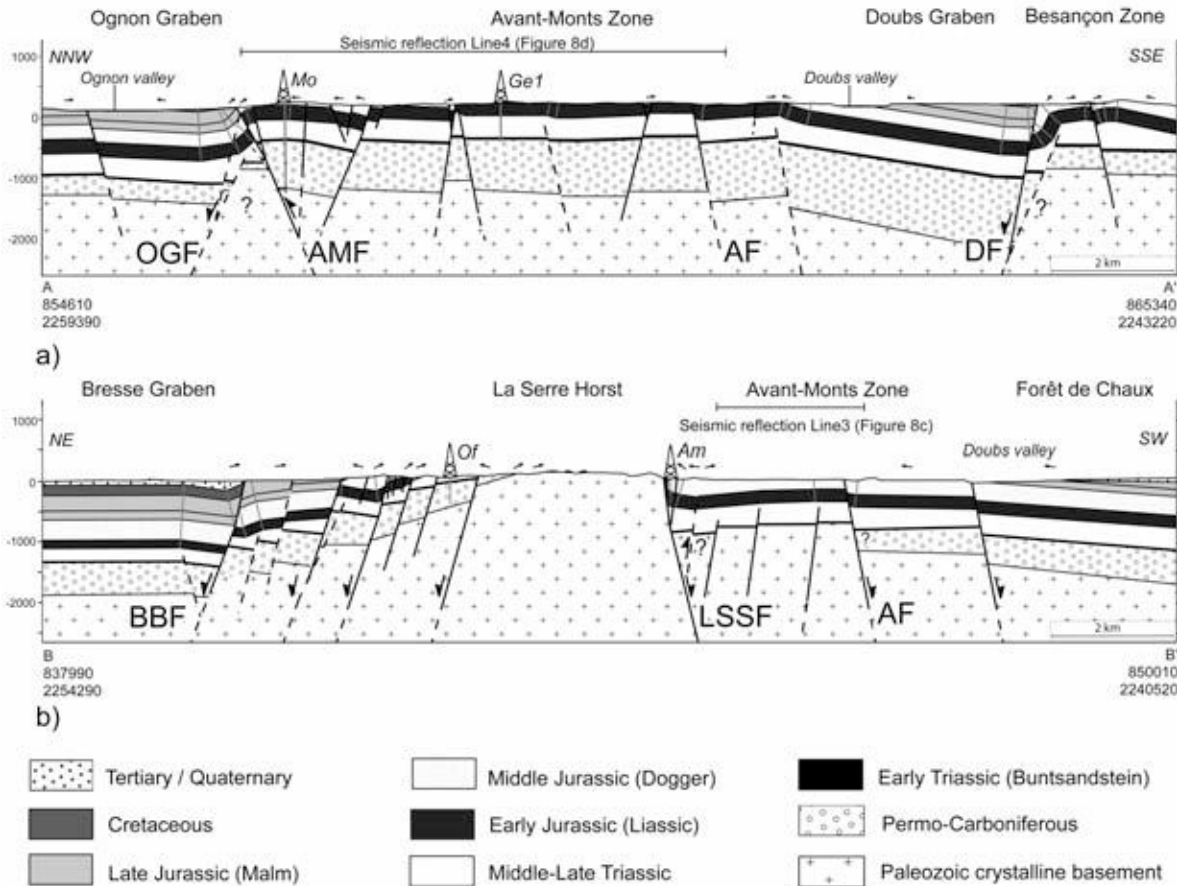 Ognon Graben Avant-Monts Zone Doubs Graben Besançon Zone
Seismic reflection Line4 (Figure 8d)
1000 NNW SSE
Ognon valley Mo Ge1 Doubs valley
0
-1000
? ?
-2000
OGF AMF AF DF
2 km
A A'
854610 865340
2259390 2243220
a)
Bresse Graben La Serre Horst Avant-Monts Zone Forêt de Chaux
1000
Seismic reflection Line3 (Figure 8c)
NE Of Am Doubs valley SW
0
-1000
? ?
-2000
BBF LSSF AF
2 km
B B'
837990 850010
2254290 2240520
b)
Tertiary / Quaternary Middle Jurassic (Dogger) Early Triassic (Buntsandstein)
Cretaceous Early Jurassic (Liassic) Permo-Carboniferous
Late Jurassic (Malm) Middle-Late Triassic Paleozoic crystalline basement